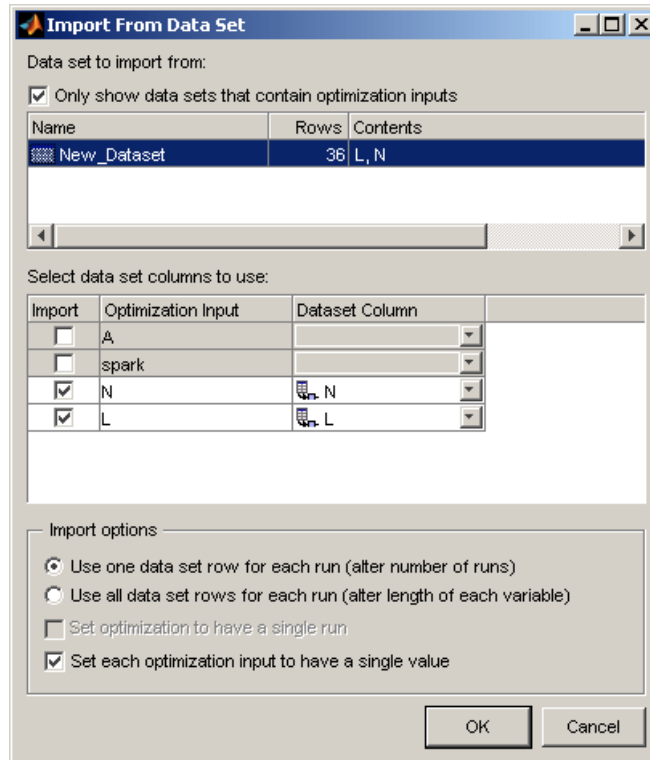 Import From Data Set
Data set to import from:
Only show data sets that contain optimization inputs
Name Rows Contents
New_Dataset 36 L, N
Select data set columns to use:
Import Optimization Input Dataset Column
A
spark
N N
L L
Import options
Use one data set row for each run (alter number of runs)
Use all data set rows for each run (alter length of each variable)
Set optimization to have a single run
Set each optimization input to have a single value
OK Cancel